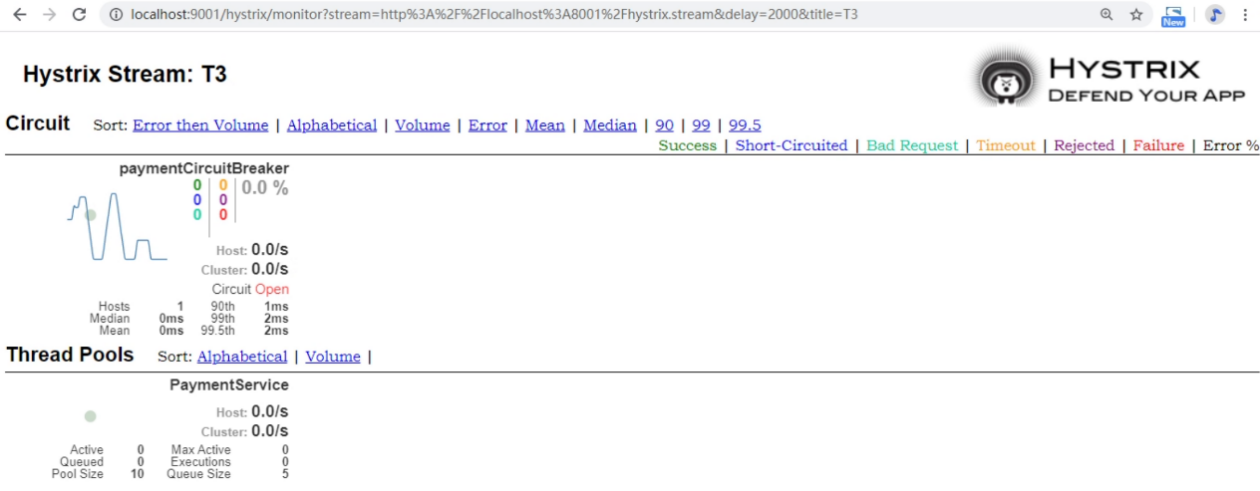 localhost:9001/hystrix/monitor?stream=http%3A%2F%2Flocalhost%3A8001%2Fhystrix.stream&delay=2000&title=T3
New
Hystrix Stream: T3
HYSTRIX
DEFEND YOUR APP
Circuit Sort: Error then Volume | Alphabetical | Volume | Error | Mean | Median | 90 | 99 | 99.5
Success | Short-Circuited | Bad Request | Timeout | Rejected | Failure | Error %
paymentCircuitBreaker
0 0 0.0 %
0 0
0 0
Host: 0.0/s
Cluster: 0.0/s
Circuit Open
Hosts 1 90th 1ms
Median 0ms 99th 2ms
Mean 0ms 99.5th 2ms
Thread Pools Sort: Alphabetical | Volume |
PaymentService
Host: 0.0/s
Cluster: 0.0/s
Active 0 Max Active 0
Queued 0 Executions 0
Pool Size 10 Queue Size 5